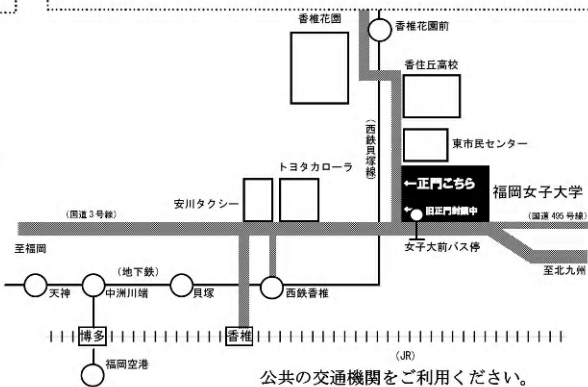 香椎花園
香椎花園前
香住丘高校
(西鉄貝塚線)
東市民センター
トヨタカローラ
安川タクシー
←正門こちら
福岡女子大学
←旧正門封鎖中
(国道3号線)
(国道495号線)
至福岡
女子大前バス停
至北九州
(地下鉄)
天神
中洲川端
貝塚
西鉄香椎
博多
香椎
(JR)
福岡空港
公共の交通機関をご利用ください。